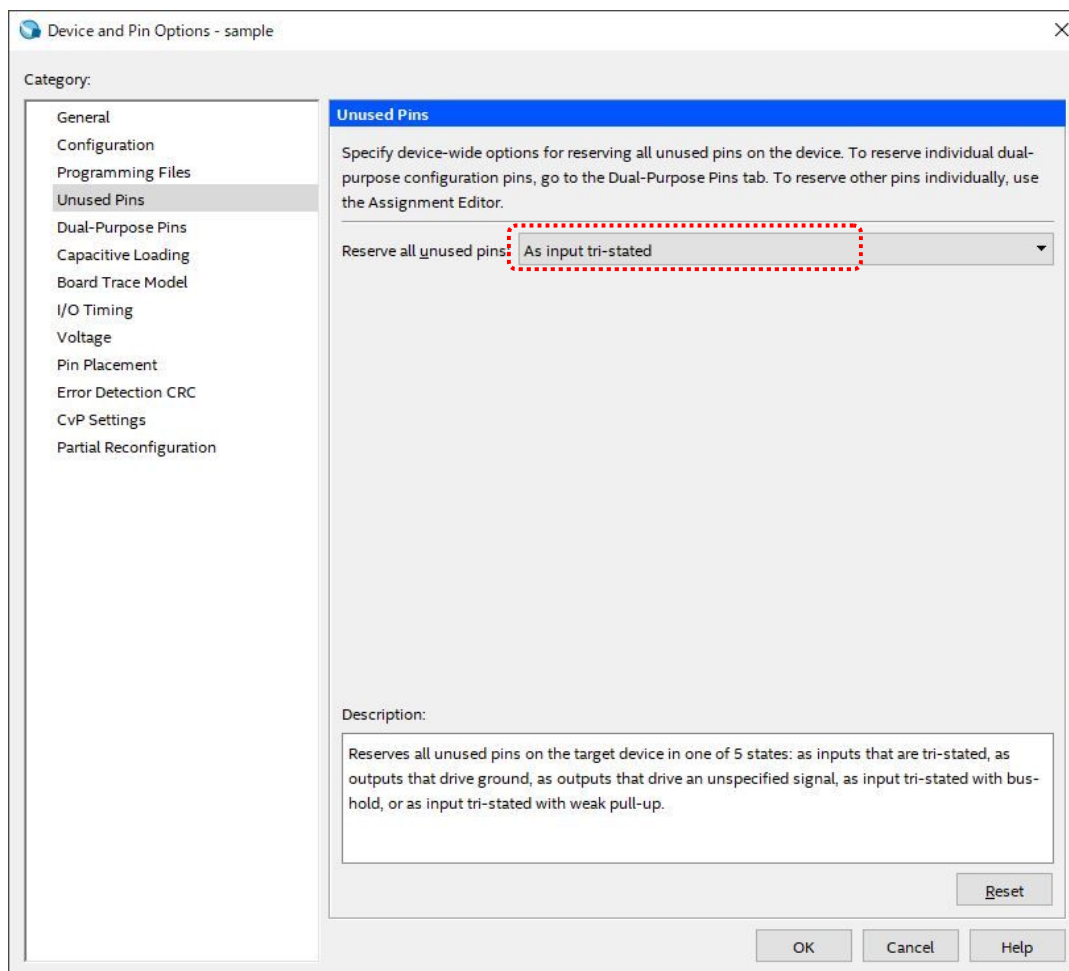 Device and Pin Options - sample
Category:
General
Configuration
Programming Files
Unused Pins
Dual-Purpose Pins
Capacitive Loading
Board Trace Model
I/O Timing
Voltage
Pin Placement
Error Detection CRC
CvP Settings
Partial Reconfiguration
Unused Pins
Specify device-wide options for reserving all unused pins on the device. To reserve individual dual-
purpose configuration pins, go to the Dual-Purpose Pins tab. To reserve other pins individually, use
the Assignment Editor.
Reserve all unused pins: As input tri-stated
Description:
Reserves all unused pins on the target device in one of 5 states: as inputs that are tri-stated, as
outputs that drive ground, as outputs that drive an unspecified signal, as input tri-stated with bus-
hold, or as input tri-stated with weak pull-up.
Reset
OK Cancel Help